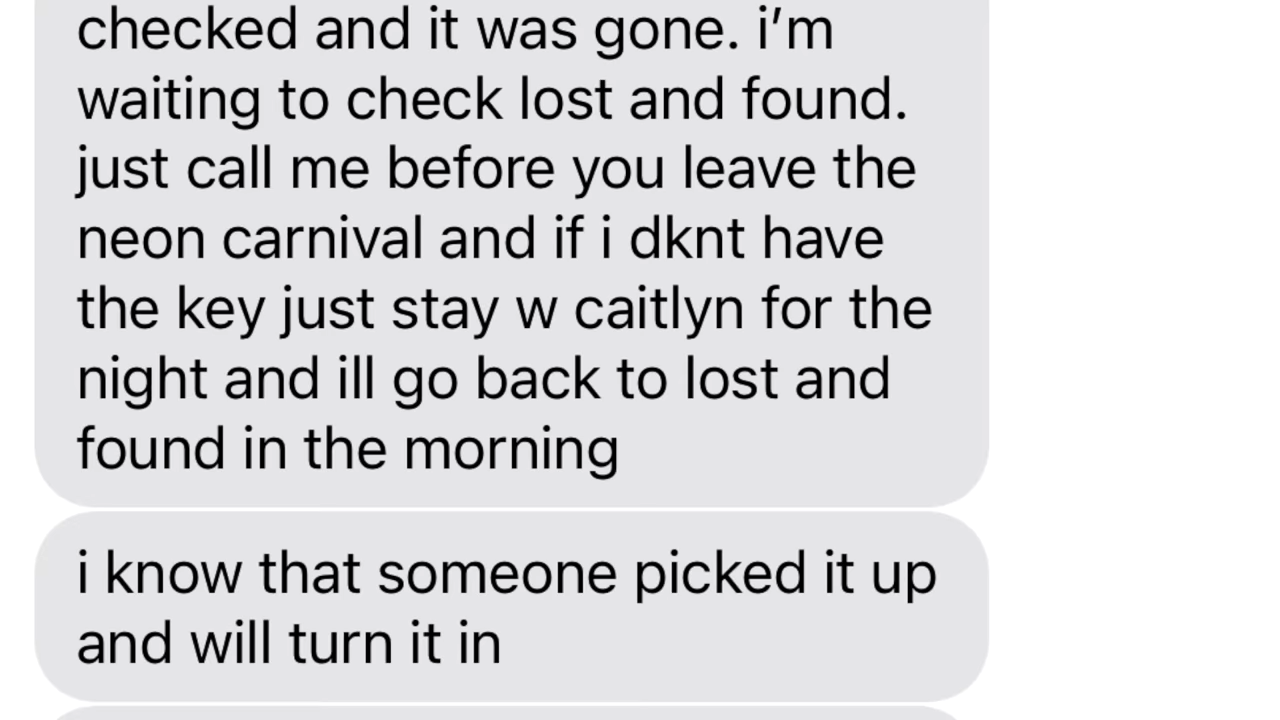 checked and it was gone. i’m
waiting to check lost and found.
just call me before you leave the
neon carnival and if i dknt have
the key just stay w caitlyn for the
night and ill go back to lost and
found in the morning
i know that someone picked it up
and will turn it in